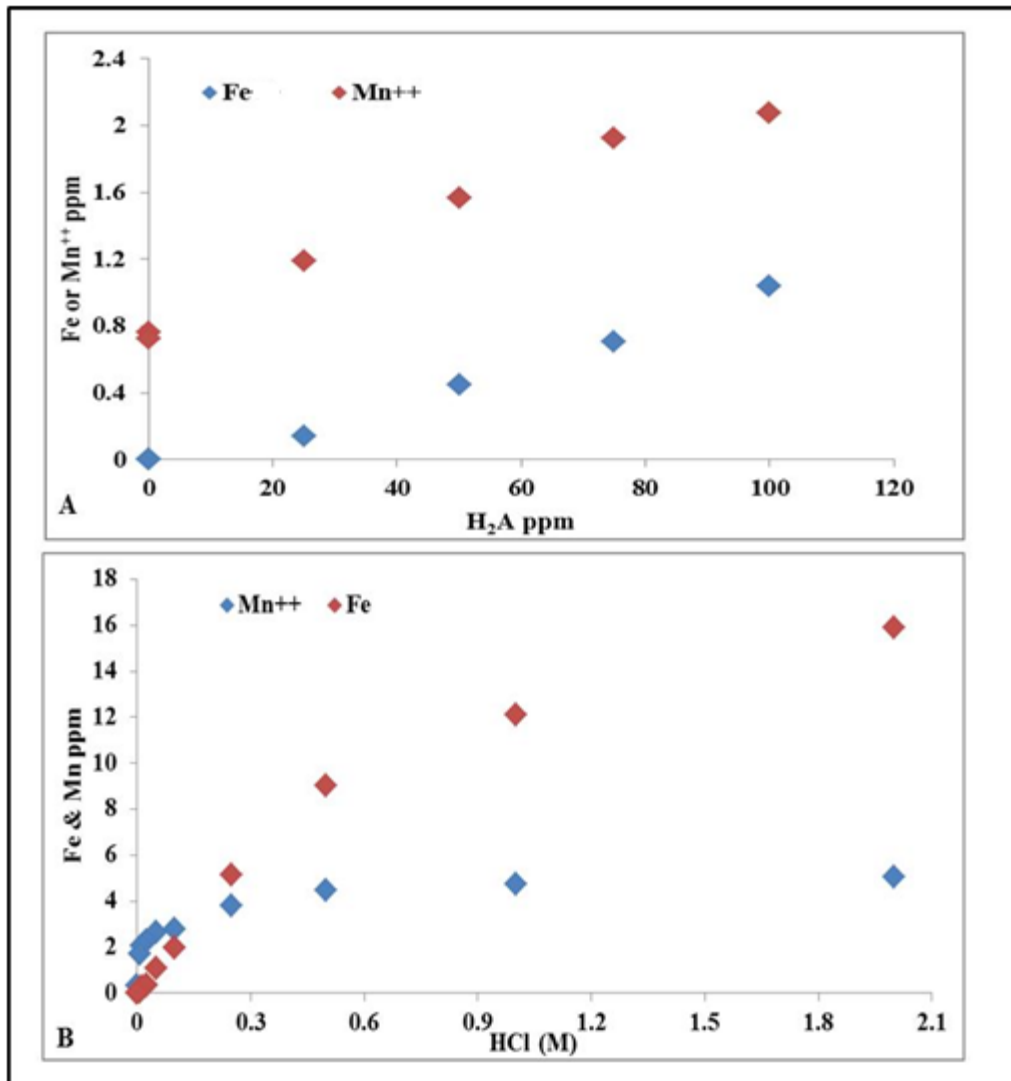 2.4
Fe Mn++
2
1.6
1.2
0.8
0.4
0
Fe or Mn⁺⁺ ppm
0 20 40 60 80 100 120
A
H₂A ppm
18
Mn++ Fe
16
14
12
10
8
6
4
2
0
Fe & Mn ppm
0 0.3 0.6 0.9 1.2 1.5 1.8 2.1
B
HCl (M)